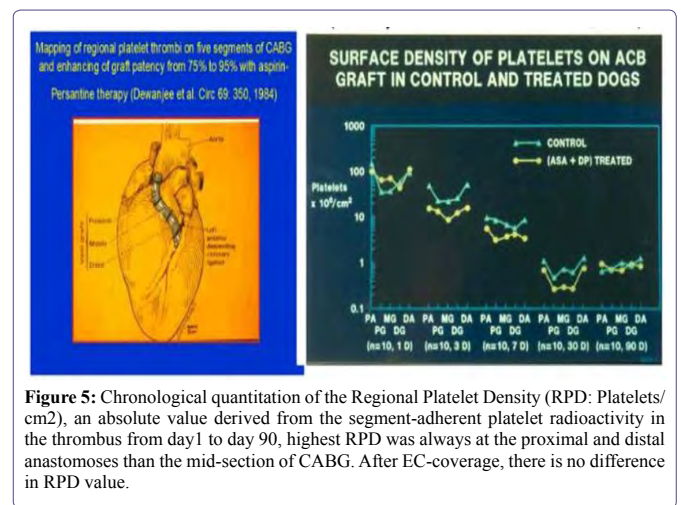 Mapping of regional platelet thrombi on five segments of CABG
and enhancing of graft patency from 75% to 95% with aspirin-
Persantine therapy (Dewanjee et al. Circ 69: 350, 1984)
Aorta
Proximal
Middle
Distal
Left
anterior
descending
coronary
SURFACE DENSITY OF PLATELETS ON ACB
GRAFT IN CONTROL AND TREATED DOGS
CONTROL
(ASA + DP) TREATED
Platelets
x 10⁶/cm²
1000
100
10
1
0.1
PA MG DA PA MG DA PA MG DA PA MG DA PA MG DA
PG DG PG DG PG DG PG DG PG DG
(n=10, 1 D) (n=10, 3 D) (n=10, 7 D) (n=10, 30 D) (n=10, 90 D)
Figure 5: Chronological quantitation of the Regional Platelet Density (RPD: Platelets/
cm2), an absolute value derived from the segment-adherent platelet radioactivity in
the thrombus from day1 to day 90, highest RPD was always at the proximal and distal
anastomoses than the mid-section of CABG. After EC-coverage, there is no difference
in RPD value.